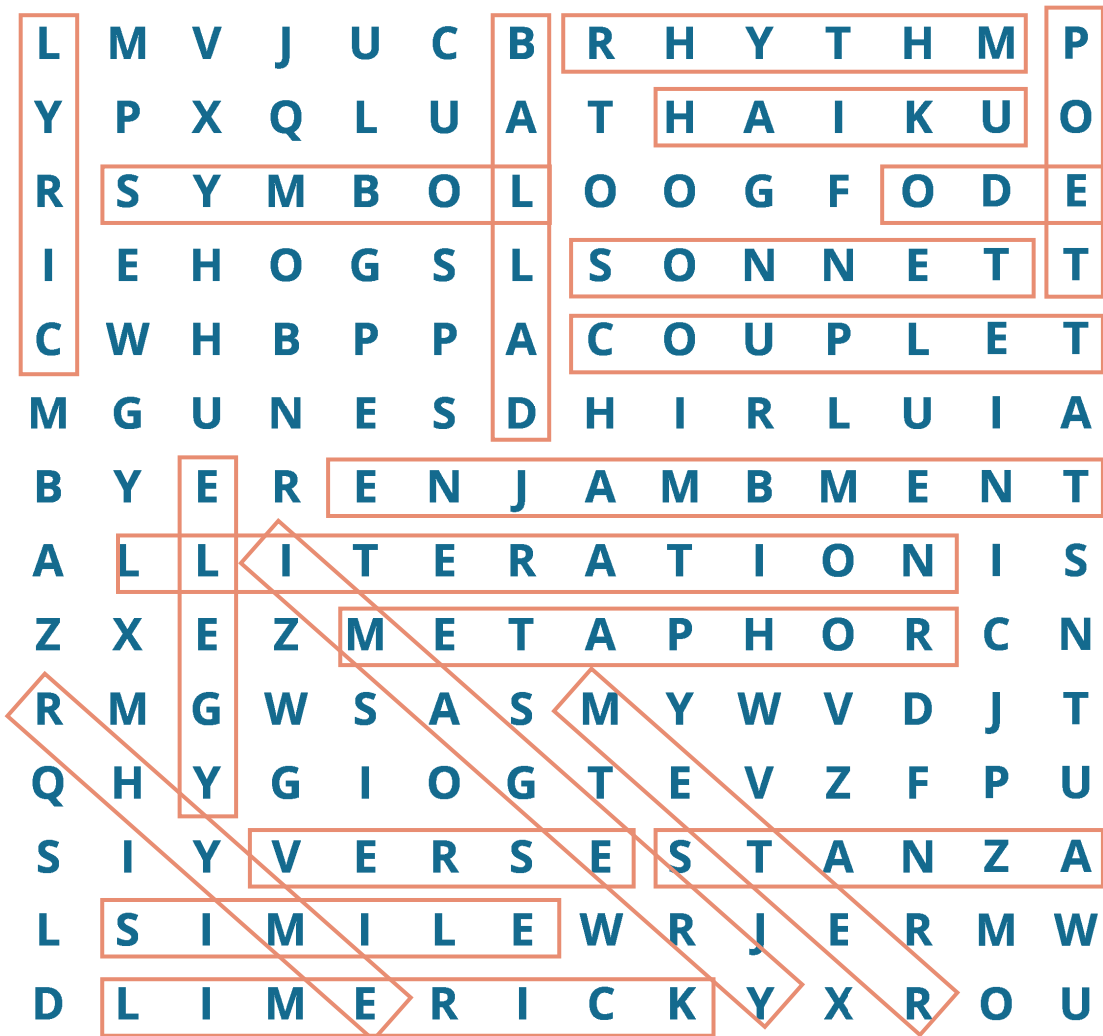 L M V J U C B R H Y T H M P
Y P X Q L U A T H A I K U O
R S Y M B O L O O G F O D E
I E H O G S L S O N N E T T
C W H B P P A C O U P L E T
M G U N E S D H I R L U I A
B Y E R E N J A M B M E N T
A L L I T E R A T I O N I S
Z X E Z M E T A P H O R C N
R M G W S A S M Y W V D J T
Q H Y G I O G T E V Z F P U
S I Y V E R S E S T A N Z A
L S I M I L E W R J E R M W
D L I M E R I C K Y X R O U